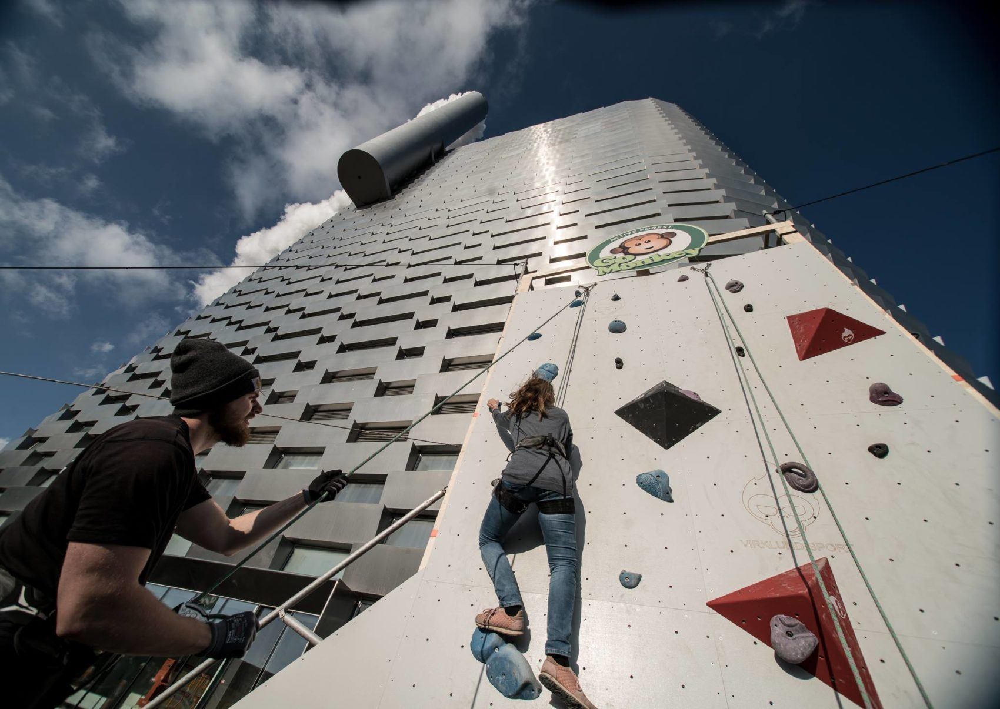 ACTIVE FOREST
Go
Monkey
VIRKLUND SPORT